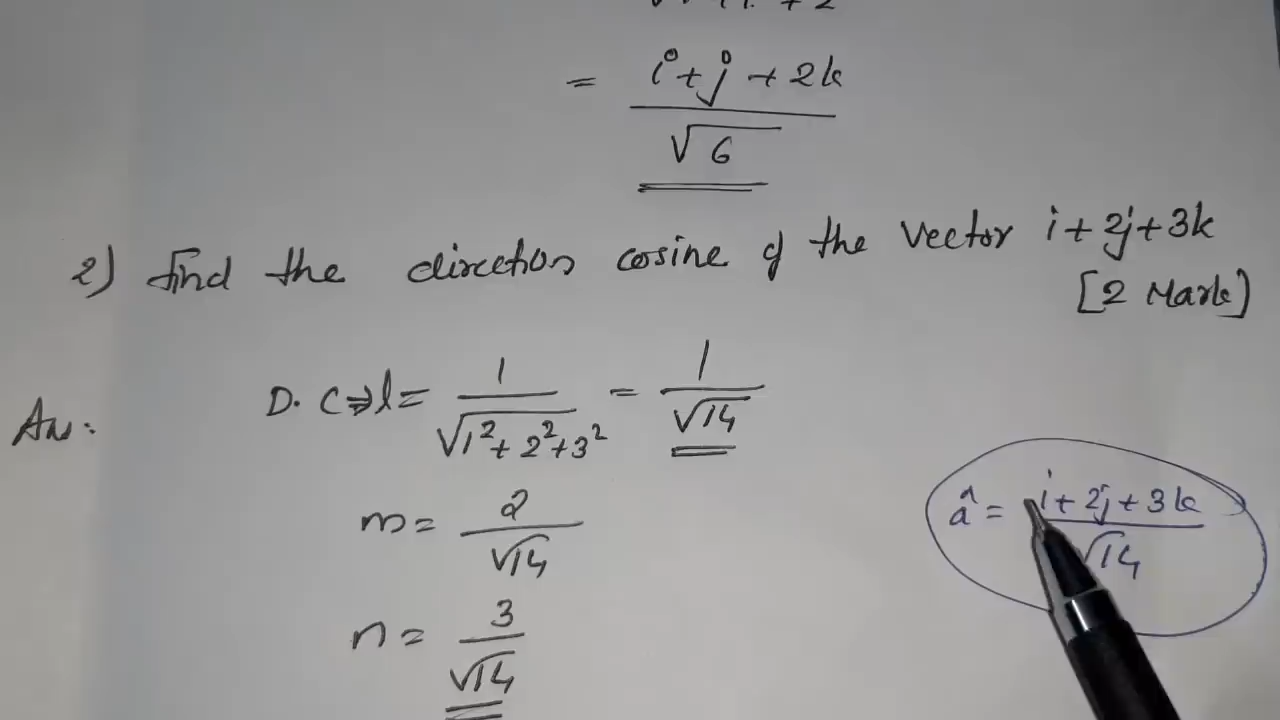 + 2
= i + j + 2k
√6
2) Find the direction cosine of the vector i + 2j + 3k
[2 Mark]
Ans: D. C ⇒ l = 1 / √1² + 2² + 3² = 1 / √14
m = 2 / √14
â = i + 2j + 3k / √14
n = 3 / √14